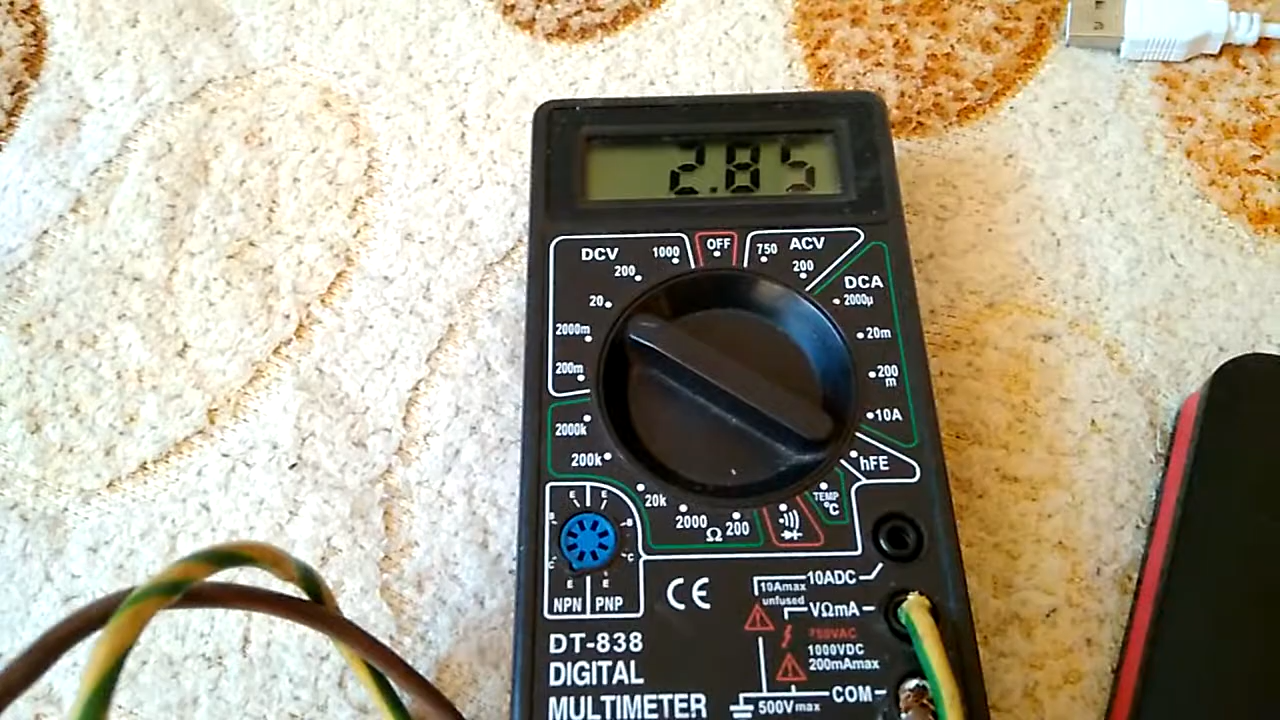 2.85
DCV 1000 OFF 750 ACV
200 200 DCA
20 2000µ
2000m 20m
200m 200m
10A
2000k
200k hFE
20k TEMP °C
2000 Ω 200
E E
B B
C C
E E
NPN PNP
CE
10Amax unfused
10ADC
VΩmA
750VAC
1000VDC
200mAmax
COM
500Vmax
DT-838
DIGITAL
MULTIMETER